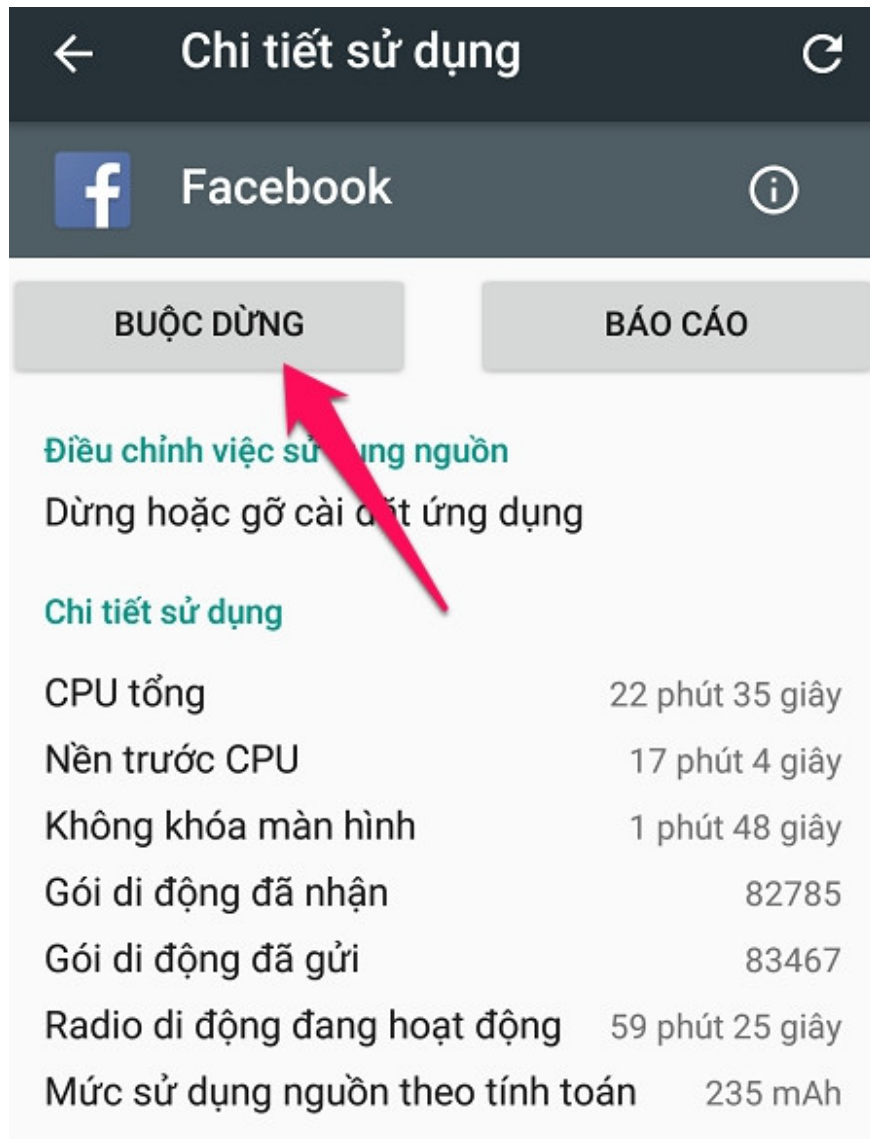 Chi tiết sử dụng
Facebook
BUỘC DỪNG
BÁO CÁO
Điều chỉnh việc sử dụng nguồn
Dừng hoặc gỡ cài đặt ứng dụng
Chi tiết sử dụng
CPU tổng 22 phút 35 giây
Nền trước CPU 17 phút 4 giây
Không khóa màn hình 1 phút 48 giây
Gói di động đã nhận 82785
Gói di động đã gửi 83467
Radio di động đang hoạt động 59 phút 25 giây
Mức sử dụng nguồn theo tính toán 235 mAh